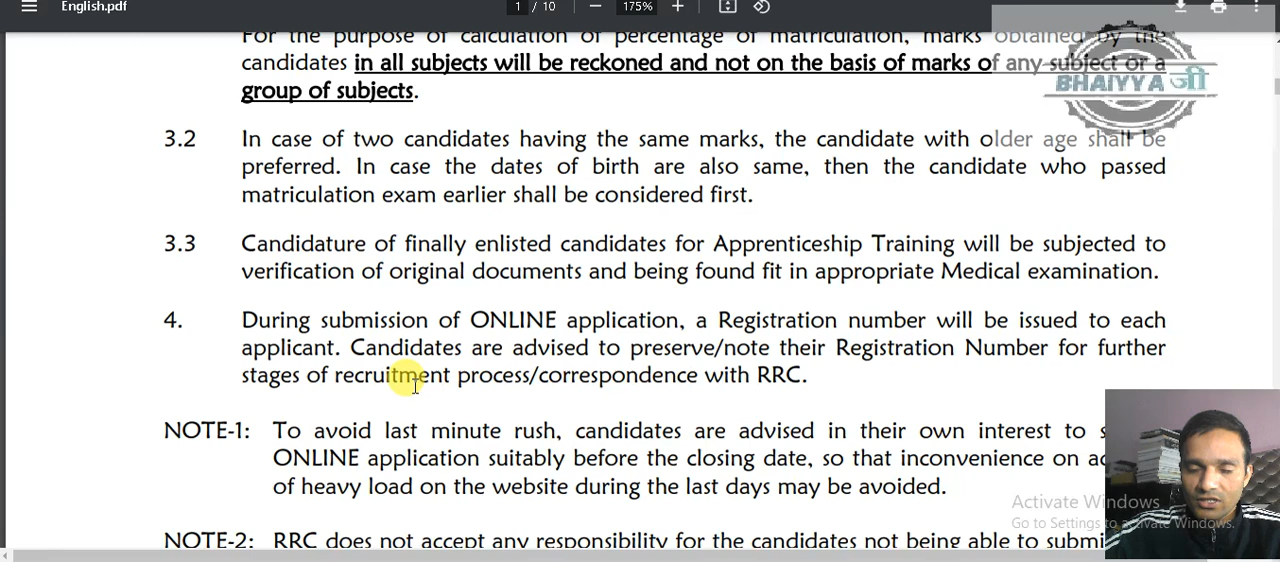 English.pdf
1 / 10
175%
For the purpose of calculation of percentage of matriculation, marks obtained by the
candidates in all subjects will be reckoned and not on the basis of marks of any subject or a
group of subjects.
BHAIYYA जी
3.2 In case of two candidates having the same marks, the candidate with older age shall be
preferred. In case the dates of birth are also same, then the candidate who passed
matriculation exam earlier shall be considered first.
3.3 Candidature of finally enlisted candidates for Apprenticeship Training will be subjected to
verification of original documents and being found fit in appropriate Medical examination.
4. During submission of ONLINE application, a Registration number will be issued to each
applicant. Candidates are advised to preserve/note their Registration Number for further
stages of recruitment process/correspondence with RRC.
NOTE-1: To avoid last minute rush, candidates are advised in their own interest to s
ONLINE application suitably before the closing date, so that inconvenience on ac
of heavy load on the website during the last days may be avoided.
Activate Windows
Go to Settings to activate Windows.
NOTE-2: RRC does not accept any responsibility for the candidates not being able to submi